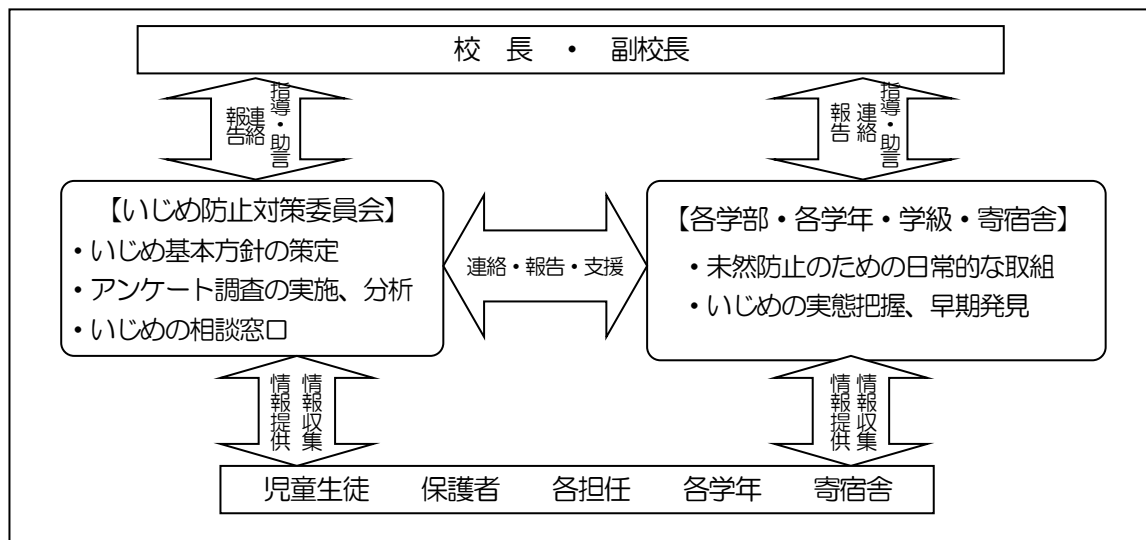 校　長　・　副校長
指導・助言
連絡
報告
指導・助言
連絡
報告
【いじめ防止対策委員会】
・いじめ基本方針の策定
・アンケート調査の実施、分析
・いじめの相談窓口
連絡・報告・支援
【各学部・各学年・学級・寄宿舎】
・未然防止のための日常的な取組
・いじめの実態把握、早期発見
情報収集
情報提供
情報収集
情報提供
児童生徒　保護者　各担任　各学年　寄宿舎